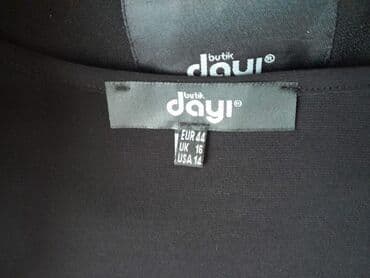 butik
dayı®
butik
dayı®
EUR 44
UK 16
USA 14